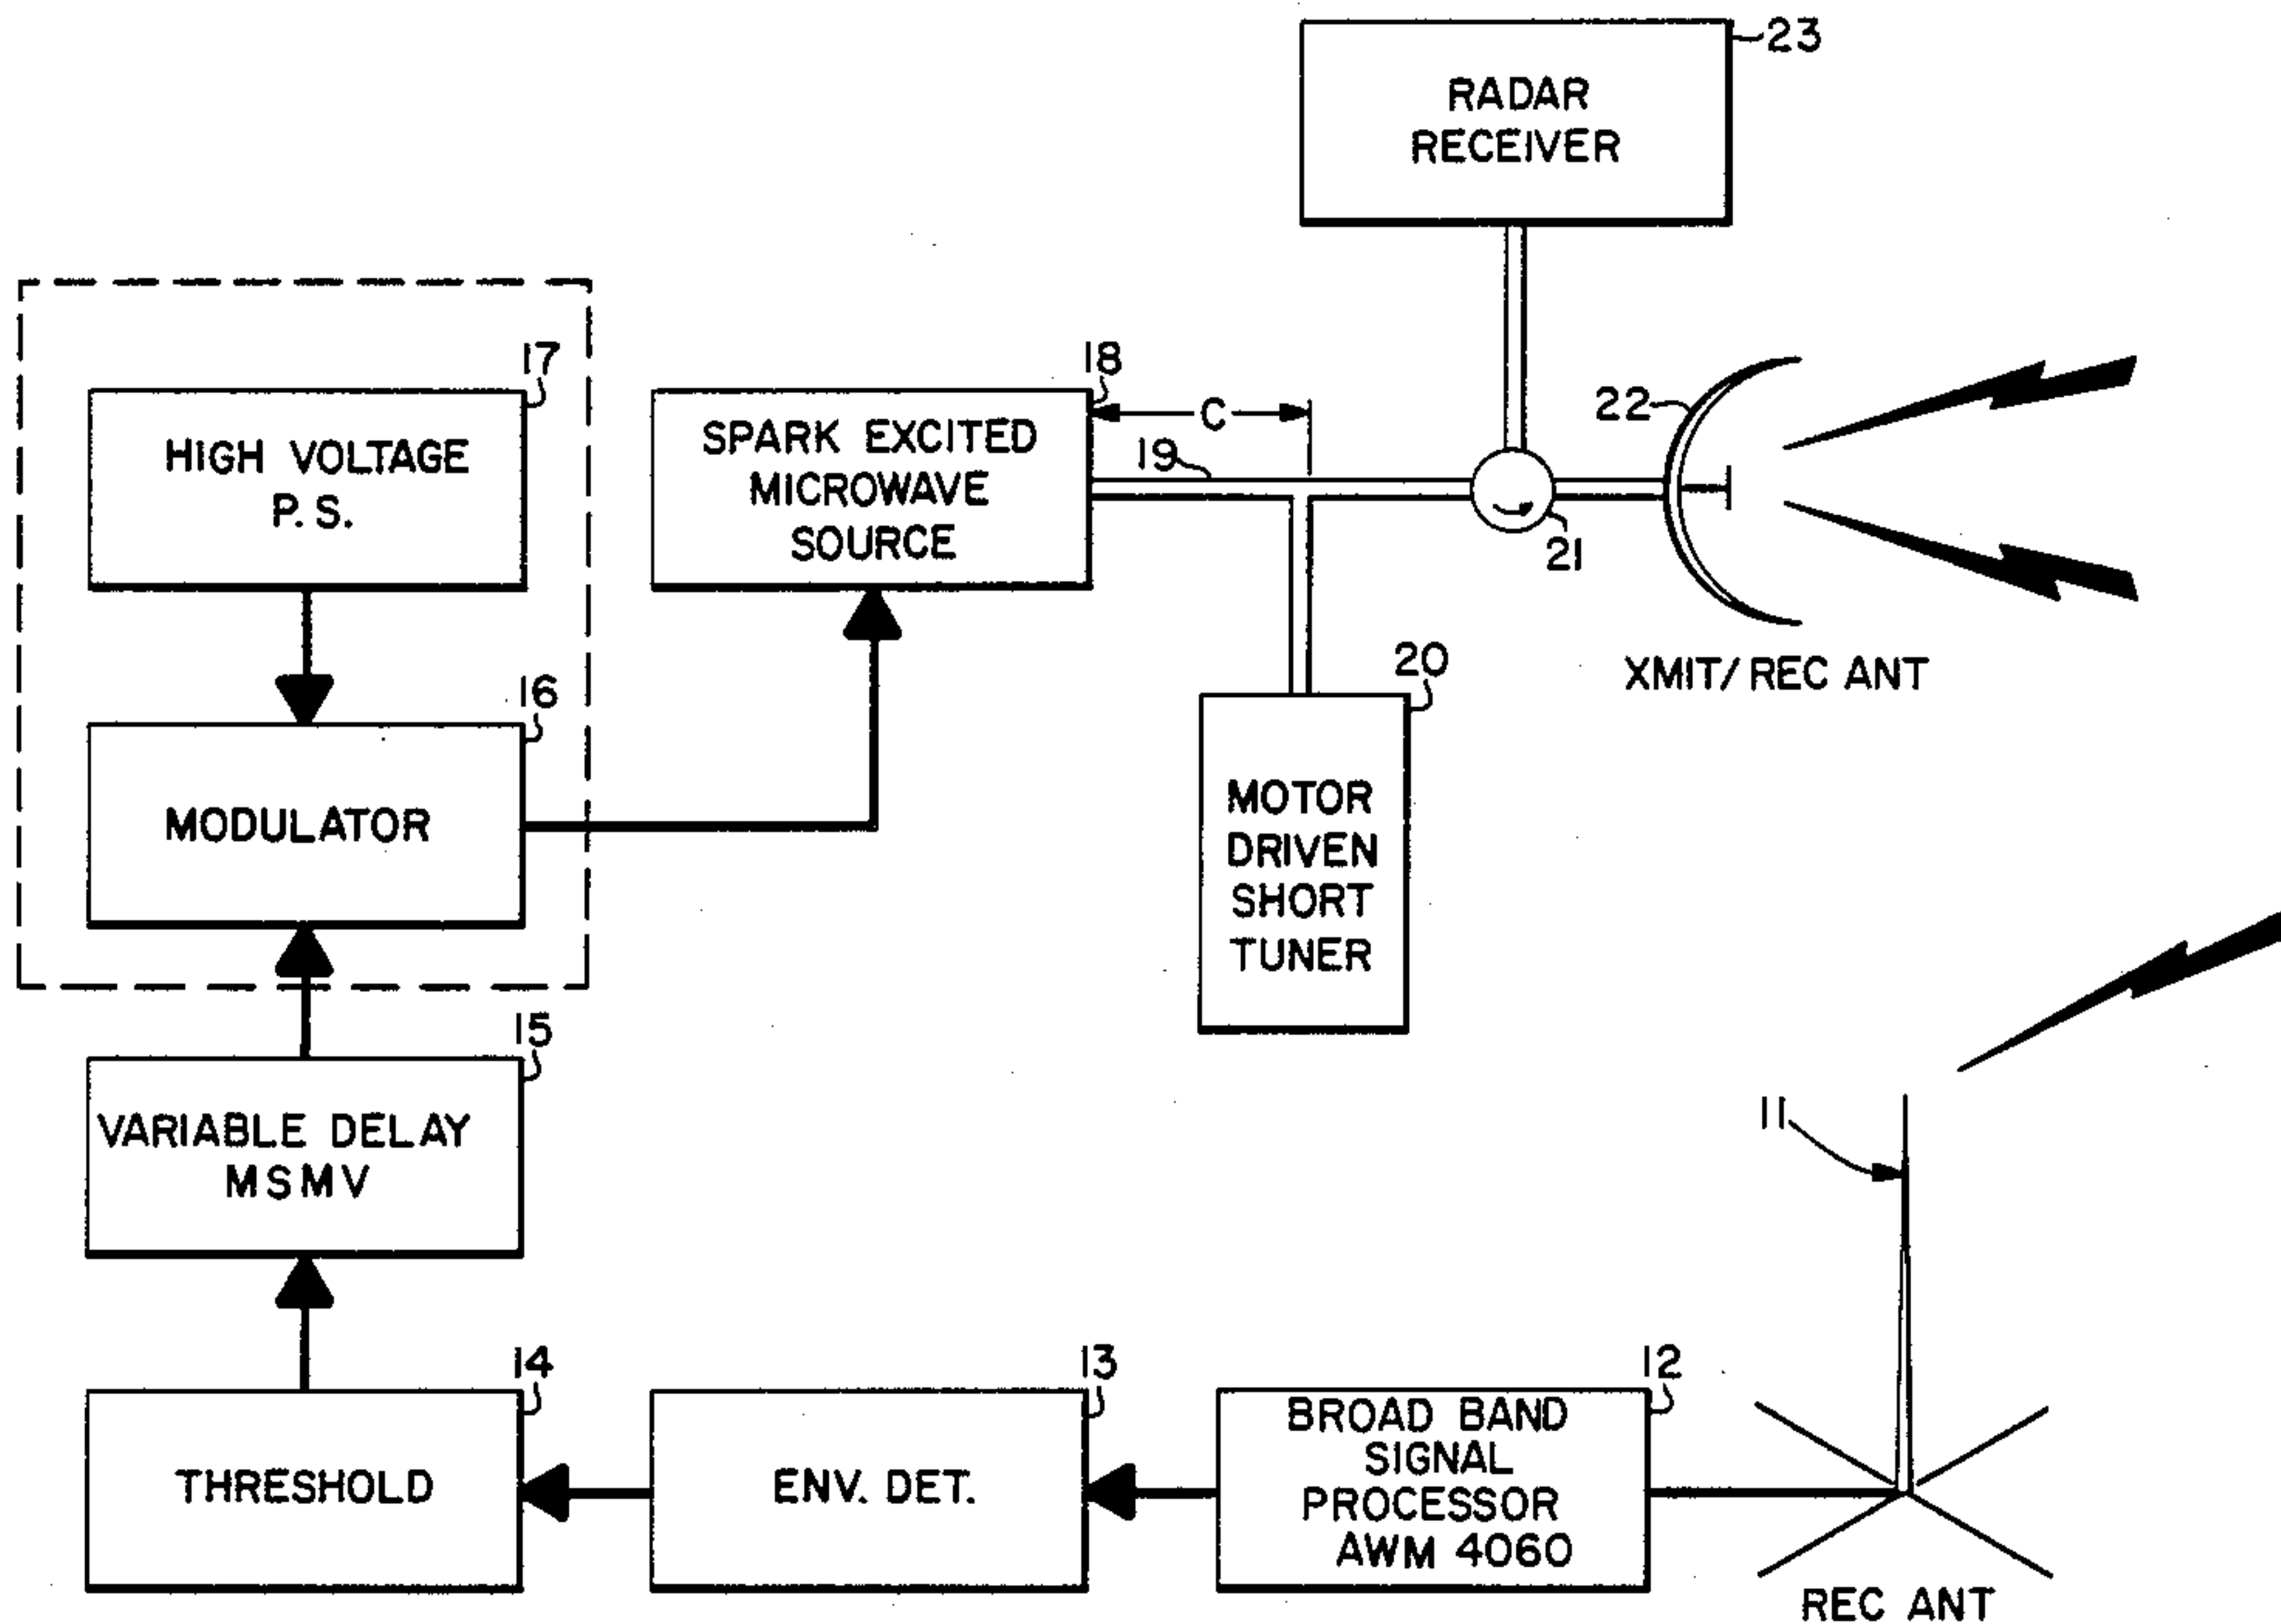 23
RADAR
RECEIVER
17
HIGH VOLTAGE
P. S.
18
SPARK EXCITED
MICROWAVE
SOURCE
C
19
21
22
XMIT/REC ANT
16
MODULATOR
20
MOTOR
DRIVEN
SHORT
TUNER
15
VARIABLE DELAY
MSMV
11
14
THRESHOLD
13
ENV. DET.
12
BROAD BAND
SIGNAL
PROCESSOR
AWM 4060
REC ANT